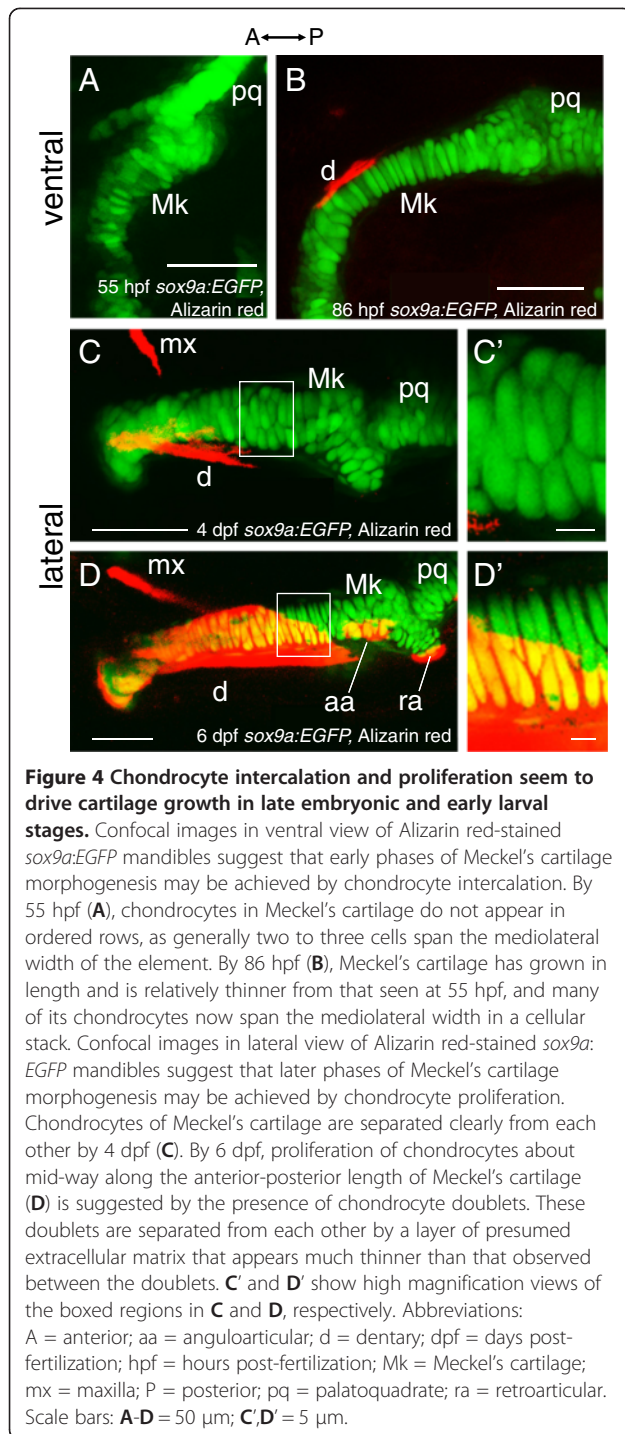 A⟷P
ventral
A
pq
Mk
55 hpf sox9a:EGFP,
Alizarin red
B
pq
d
Mk
86 hpf sox9a:EGFP, Alizarin red
lateral
C
mx
Mk
pq
d
4 dpf sox9a:EGFP, Alizarin red
C'
D
mx
Mk
pq
d
aa
ra
6 dpf sox9a:EGFP, Alizarin red
D'
Figure 4 Chondrocyte intercalation and proliferation seem to
drive cartilage growth in late embryonic and early larval
stages. Confocal images in ventral view of Alizarin red-stained
sox9a:EGFP mandibles suggest that early phases of Meckel's cartilage
morphogenesis may be achieved by chondrocyte intercalation. By
55 hpf (A), chondrocytes in Meckel's cartilage do not appear in
ordered rows, as generally two to three cells span the mediolateral
width of the element. By 86 hpf (B), Meckel's cartilage has grown in
length and is relatively thinner from that seen at 55 hpf, and many
of its chondrocytes now span the mediolateral width in a cellular
stack. Confocal images in lateral view of Alizarin red-stained sox9a:
EGFP mandibles suggest that later phases of Meckel's cartilage
morphogenesis may be achieved by chondrocyte proliferation.
Chondrocytes of Meckel's cartilage are separated clearly from each
other by 4 dpf (C). By 6 dpf, proliferation of chondrocytes about
mid-way along the anterior-posterior length of Meckel's cartilage
(D) is suggested by the presence of chondrocyte doublets. These
doublets are separated from each other by a layer of presumed
extracellular matrix that appears much thinner than that observed
between the doublets. C' and D' show high magnification views of
the boxed regions in C and D, respectively. Abbreviations:
A = anterior; aa = anguloarticular; d = dentary; dpf = days post-
fertilization; hpf = hours post-fertilization; Mk = Meckel's cartilage;
mx = maxilla; P = posterior; pq = palatoquadrate; ra = retroarticular.
Scale bars: A-D = 50 μm; C',D' = 5 μm.